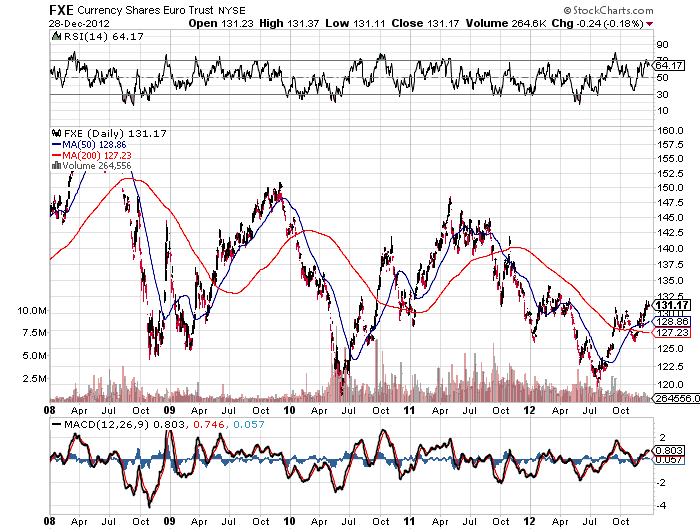 FXE Currency Shares Euro Trust NYSE © StockCharts.com
28-Dec-2012 Open 131.23 High 131.37 Low 131.11 Close 131.17 Volume 264.6K Chg -0.24 (-0.18%)
RSI(14) 64.17
90
70
64.17
50
30
10
FXE (Daily) 131.17
MA(50) 128.86
MA(200) 127.23
Volume 264,556
160.0
157.5
155.0
152.5
150.0
147.5
145.0
142.5
140.0
137.5
135.0
132.5
131.17
128.86
127.23
125.0
122.5
120.0
264556.0
10.0M
7.5M
5.0M
2.5M
08 Apr Jul Oct 09 Apr Jul Oct 10 Apr Jul Oct 11 Apr Jul Oct 12 Apr Jul Oct
MACD(12,26,9) 0.803, 0.746, 0.057
2
0.803
0.057
-2
-4
08 Apr Jul Oct 09 Apr Jul Oct 10 Apr Jul Oct 11 Apr Jul Oct 12 Apr Jul Oct